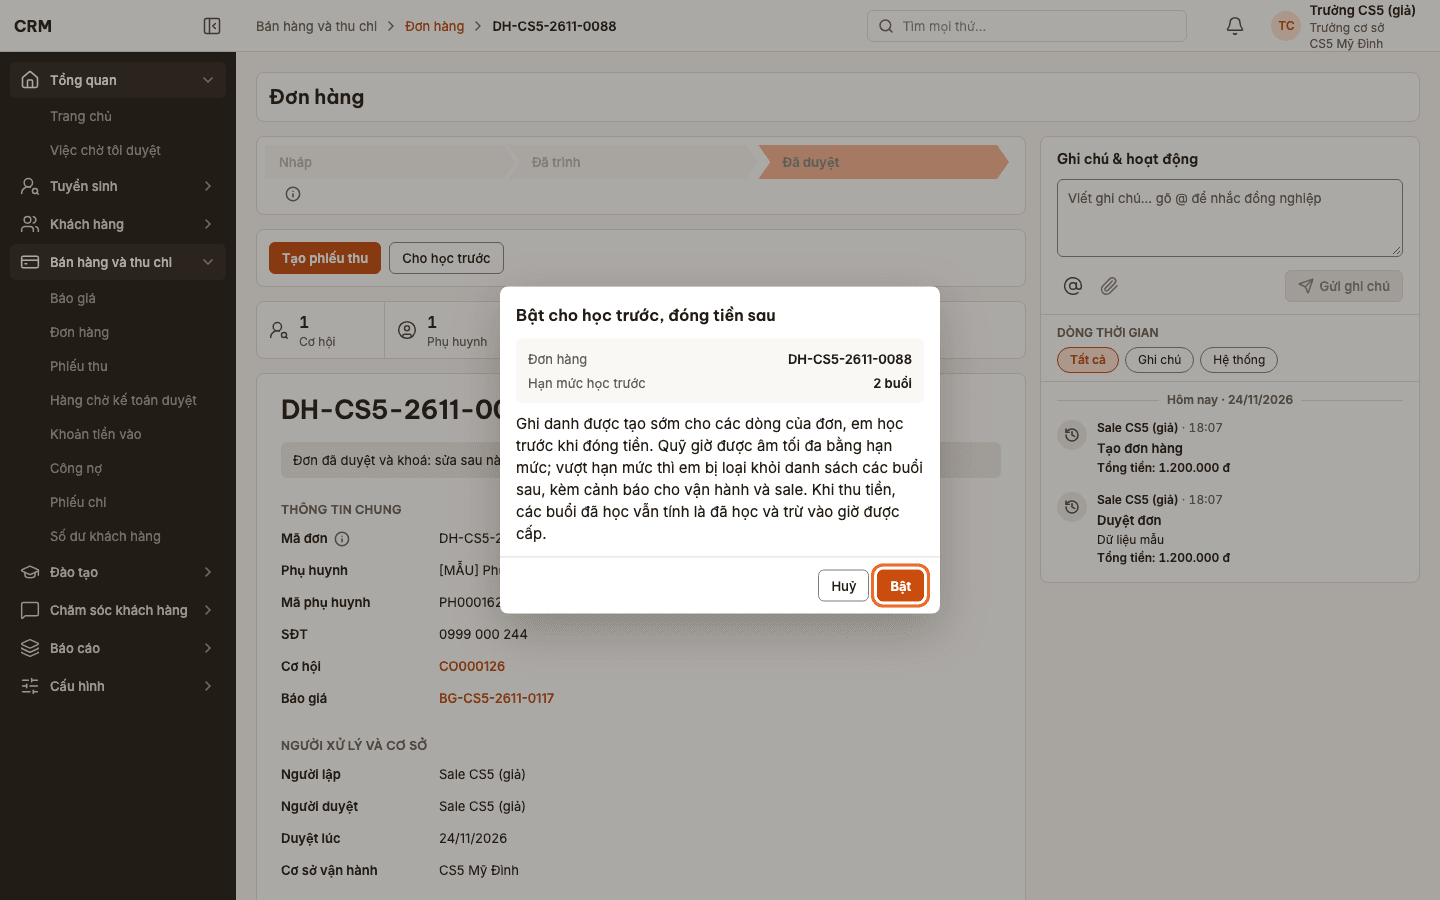 CRM
Bán hàng và thu chi > Đơn hàng > DH-CS5-2611-0088
Tìm mọi thứ...
TC
Trưởng CS5 (giả)
Trưởng cơ sở
CS5 Mỹ Đình
Tổng quan
Trang chủ
Việc chờ tôi duyệt
Tuyển sinh
Khách hàng
Bán hàng và thu chi
Báo giá
Đơn hàng
Phiếu thu
Hàng chờ kế toán duyệt
Khoản tiền vào
Công nợ
Phiếu chi
Số dư khách hàng
Đào tạo
Chăm sóc khách hàng
Báo cáo
Cấu hình
Đơn hàng
Nháp
Đã trình
Đã duyệt
Tạo phiếu thu
Cho học trước
1
Cơ hội
1
Phụ huynh
DH-CS5-2611-00
Đơn đã duyệt và khoá: sửa sau
THÔNG TIN CHUNG
Mã đơn
DH-CS5-2
Phụ huynh
[MẪU]
Mã phụ huynh
PH000162
SĐT
0999 000 244
Cơ hội
CO000126
Báo giá
BG-CS5-2611-0117
NGƯỜI XỬ LÝ VÀ CƠ SỞ
Người lập
Sale CS5 (giả)
Người duyệt
Sale CS5 (giả)
Duyệt lúc
24/11/2026
Cơ sở vận hành
CS5 Mỹ Đình
Bật cho học trước, đóng tiền sau
Đơn hàng
DH-CS5-2611-0088
Hạn mức học trước
2 buổi
Ghi danh được tạo sớm cho các dòng của đơn, em học
trước khi đóng tiền. Quỹ giờ được âm tối đa bằng hạn
mức; vượt hạn mức thì em bị loại khỏi danh sách các buổi
sau, kèm cảnh báo cho vận hành và sale. Khi thu tiền,
các buổi đã học vẫn tính là đã học và trừ vào giờ được
cấp.
Huỷ
Bật
Ghi chú & hoạt động
Viết ghi chú... gõ @ để nhắc đồng nghiệp
Gửi ghi chú
DÒNG THỜI GIAN
Tất cả
Ghi chú
Hệ thống
Hôm nay · 24/11/2026
Sale CS5 (giả) · 18:07
Tạo đơn hàng
Tổng tiền: 1.200.000 đ
Sale CS5 (giả) · 18:07
Duyệt đơn
Dữ liệu mẫu
Tổng tiền: 1.200.000 đ